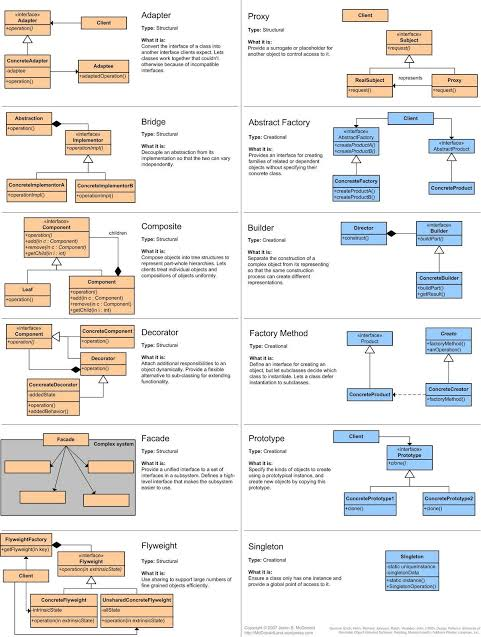 «interface»
Adapter
+operation()
Client
ConcreteAdapter
-adaptee
+operation()
Adaptee
+adaptedOperation()
Adapter
Type: Structural
What it is:
Convert the interface of a class into
another interface clients expect. Lets
classes work together that couldn't
otherwise because of incompatible
interfaces.
Proxy
Type: Structural
What it is:
Provide a surrogate or placeholder for
another object to control access to it.
Client
«interface»
Subject
+request()
RealSubject
+request()
represents
Proxy
+request()
Abstraction
+operation()
«interface»
Implementor
+operationImpl()
ConcreteImplementorA
+operationImpl()
ConcreteImplementorB
+operationImpl()
Bridge
Type: Structural
What it is:
Decouple an abstraction from its
implementation so that the two can vary
independently.
Abstract Factory
Type: Creational
What it is:
Provides an interface for creating
families of related or dependent
objects without specifying their
concrete class.
Client
«interface»
AbstractFactory
+createProductA()
+createProductB()
«interface»
AbstractProduct
ConcreteFactory
+createProductA()
+createProductB()
ConcreteProduct
«interface»
Component
+operation()
+add(in c : Component)
+remove(in c : Component)
+getChild(in i : int)
children
Leaf
+operation()
Component
+operation()
+add(in c : Component)
+remove(in c : Component)
+getChild(in i : int)
Composite
Type: Structural
What it is:
Compose objects into tree structures to
represent part-whole hierarchies. Lets
clients treat individual objects and
compositions of objects uniformly.
Builder
Type: Creational
What it is:
Separate the construction of a
complex object from its representing
so that the same construction
process can create different
representations.
Director
+construct()
«interface»
Builder
+buildPart()
ConcreteBuilder
+buildPart()
+getResult()
«interface»
Component
+operation()
ConcreteComponent
+operation()
Decorator
+operation()
ConcreateDecorator
-addedState
+operation()
+addedBehavior()
Decorator
Type: Structural
What it is:
Attach additional responsibilities to an
object dynamically. Provide a flexible
alternative to sub-classing for extending
functionality.
Factory Method
Type: Creational
What it is:
Define an interface for creating an
object, but let subclasses decide which
class to instantiate. Lets a class defer
instantiation to subclasses.
«interface»
Product
ConcreteProduct
+factoryMethod()
+anOperation()
ConcreteCreator
+factoryMethod()
Facade
Complex system
Facade
Type: Structural
What it is:
Provide a unified interface to a set of
interfaces in a subsystem. Defines a high-
level interface that makes the subsystem
easier to use.
Prototype
Type: Creational
What it is:
Specify the kinds of objects to create
using a prototypical instance, and
create new objects by copying this
prototype.
Client
«interface»
Prototype
+clone()
ConcretePrototype1
+clone()
ConcretePrototype2
+clone()
FlyweightFactory
+getFlyweight(in key)
Client
«interface»
Flyweight
+operation(in extrinsicState)
ConcreteFlyweight
-intrinsicState
+operation(in extrinsicState)
UnsharedConcreteFlyweight
-allState
+operation(in extrinsicState)
Flyweight
Type: Structural
What it is:
Use sharing to support large numbers of
fine grained objects efficiently.
Singleton
Type: Creational
What it is:
Ensure a class only has one instance and
provide a global point of access to it.
Singleton
-static uniqueInstance
-singletonData
+static instance()
+SingletonOperation()
Copyright © 2007 Jason S. McDonald
http://McDonaldLand.wordpress.com